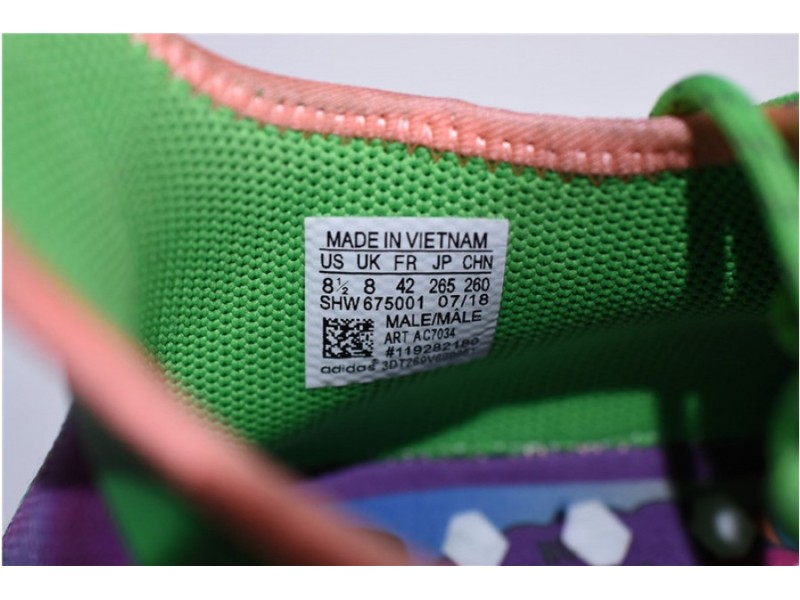 MADE IN VIETNAM
US UK FR JP CHN
8½ 8 42 265 260
SHW 675001 07/18
MALE/MÂLE
ART AC7034
#119282180
adidas®